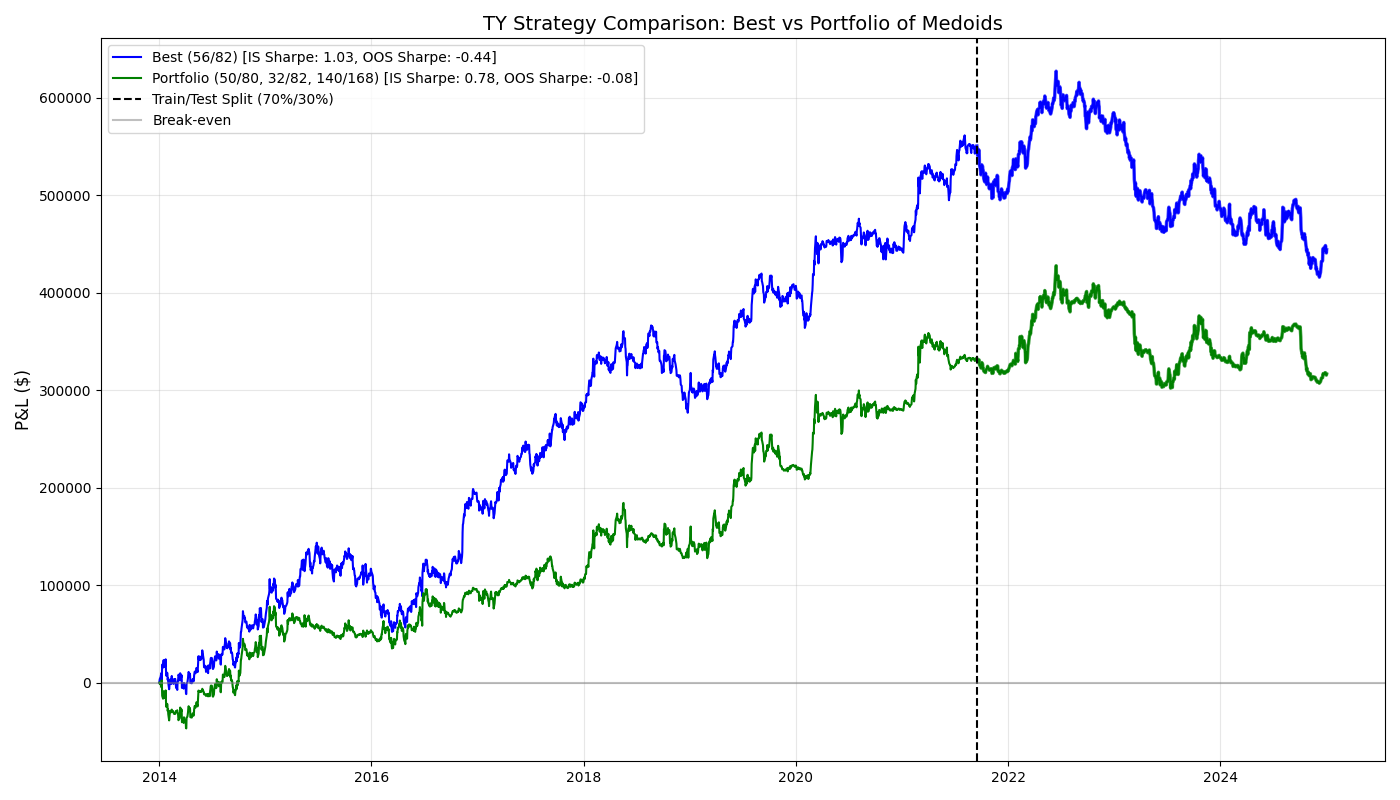 TY Strategy Comparison: Best vs Portfolio of Medoids
Best (56/82) [IS Sharpe: 1.03, OOS Sharpe: -0.44]
Portfolio (50/80, 32/82, 140/168) [IS Sharpe: 0.78, OOS Sharpe: -0.08]
Train/Test Split (70%/30%)
Break-even
P&L ($)
600000
500000
400000
300000
200000
100000
0
2014
2016
2018
2020
2022
2024